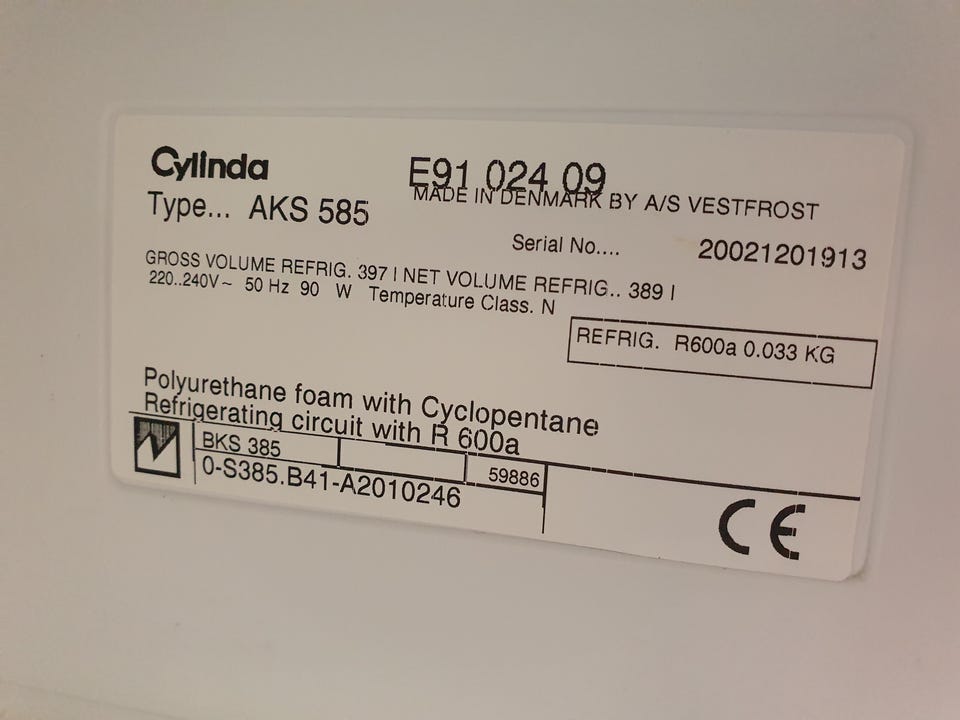 Cylinda
E91 024 09
MADE IN DENMARK BY A/S VESTFROST
Type... AKS 585
Serial No.... 20021201913
GROSS VOLUME REFRIG. 397 l NET VOLUME REFRIG.. 389 l
220..240V~ 50 Hz 90 W Temperature Class. N
REFRIG. R600a 0.033 KG
Polyurethane foam with Cyclopentane
Refrigerating circuit with R 600a
BKS 385
59886
0-S385.B41-A2010246
CE